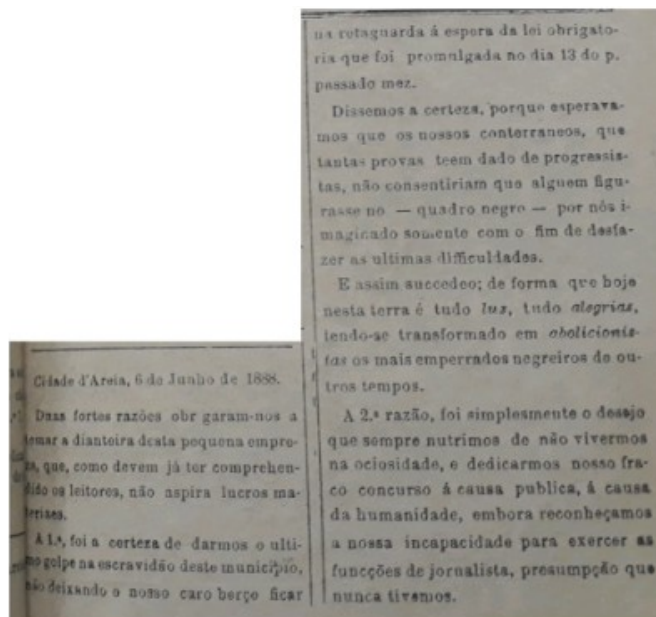 Cidade d'Areia, 6 de Junho de 1888.
Duas fortes razões obrigaram-nos a
tomar a dianteira desta pequena empre-
za, que, como devem já ter comprehen-
dido os leitores, não aspira lucros ma-
teriaes.
A 1.ª, foi a certeza de darmos o ulti-
mo golpe na escravidão deste municipio,
não deixando o nosso caro berço ficar
na retaguarda á espera da lei obrigato-
ria que foi promulgada no dia 13 do p.
passado mez.
Dissemos a certeza, porque esperava-
mos que os nossos conterraneos, que
tantas provas teem dado de progressis-
tas, não consentiriam que alguem figu-
rasse no — quadro negro — por nós i-
maginado somente com o fim de desfa-
zer as ultimas difficuldades.
E assim succedeo; de forma que hoje
nesta terra é tudo lus, tudo alegrias,
tendo-se transformado em abolicionis-
tas os mais emperrados negreiros de ou-
tros tempos.
A 2.ª razão, foi simplesmente o desejo
que sempre nutrimos de não vivermos
na ociosidade, e dedicarmos nosso fra-
co concurso á causa publica, á causa
da humanidade, embora reconheçamos
a nossa incapacidade para exercer as
funcções de jornalista, presumpção que
nunca tivemos.